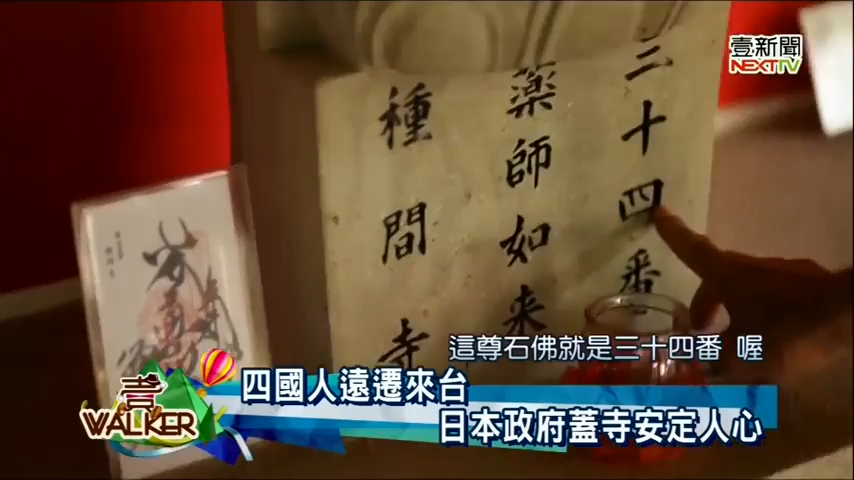 壹新聞
NEXTTV
三十四番
薬師如来
種間寺
這尊石佛就是三十四番 喔
四國人遠遷來台
日本政府蓋寺安定人心
壹
WALKER